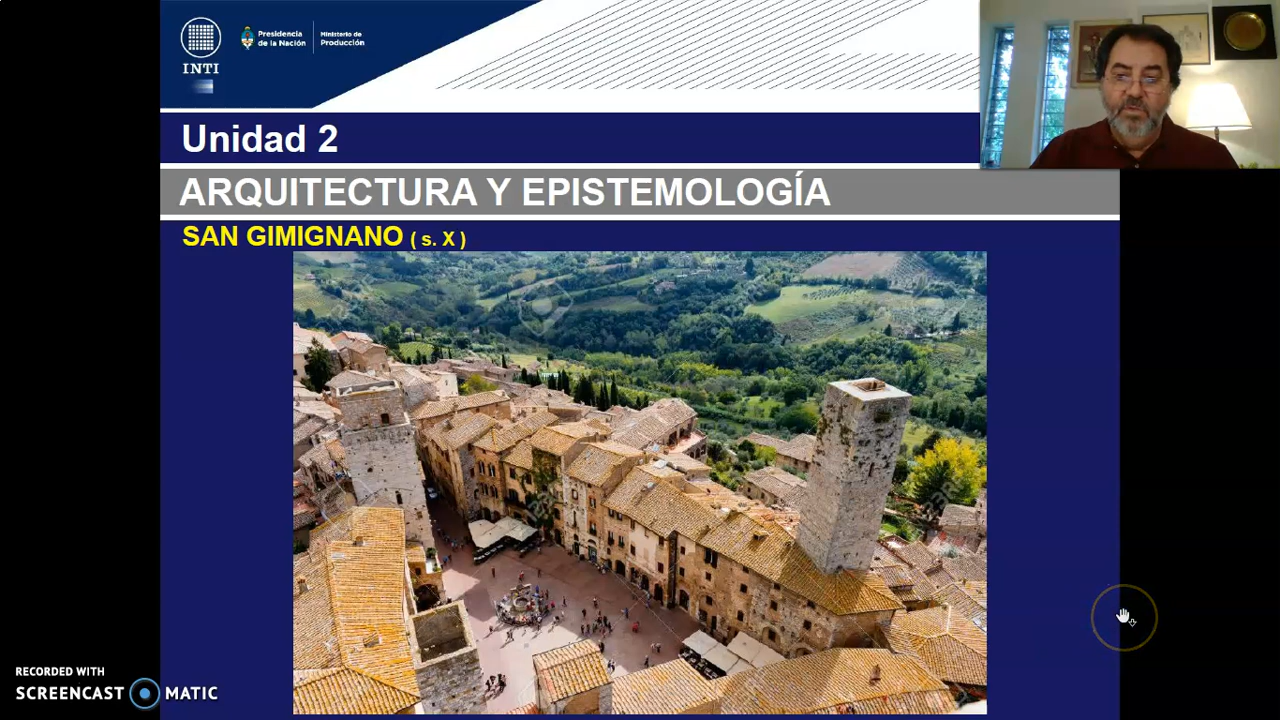 INTI
Presidencia
de la Nación
Ministerio de
Producción
Unidad 2
ARQUITECTURA Y EPISTEMOLOGÍA
SAN GIMIGNANO ( s. X )
RECORDED WITH
SCREENCAST MATIC